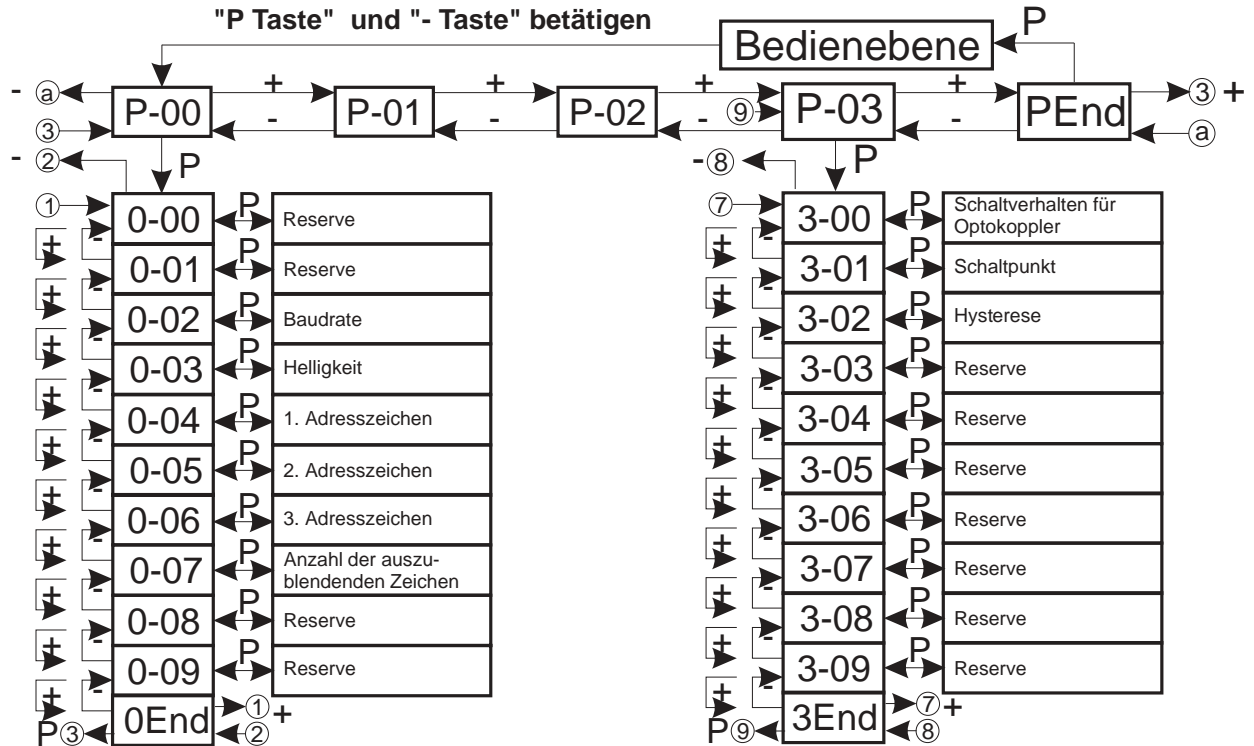 "P Taste" und "- Taste" betätigen
P
Bedienebene
- a + + + + 3 +
P-00 P-01 P-02 P-03 PEnd
3 - - 9 - - a
- 2 P - 8 P
1 0-00 P Reserve
+ -
0-01 P Reserve
+ -
0-02 P Baudrate
+ -
0-03 P Helligkeit
+ -
0-04 P 1. Adresszeichen
+ -
0-05 P 2. Adresszeichen
+ -
0-06 P 3. Adresszeichen
+ -
0-07 P Anzahl der auszu-
blendenden Zeichen
+ -
0-08 P Reserve
+ -
0-09 P Reserve
+ -
0End 1 +
P 3 2
7 3-00 P Schaltverhalten für
Optokoppler
+ -
3-01 P Schaltpunkt
+ -
3-02 P Hysterese
+ -
3-03 P Reserve
+ -
3-04 P Reserve
+ -
3-05 P Reserve
+ -
3-06 P Reserve
+ -
3-07 P Reserve
+ -
3-08 P Reserve
+ -
3-09 P Reserve
+ -
3End 7 +
P 9 8